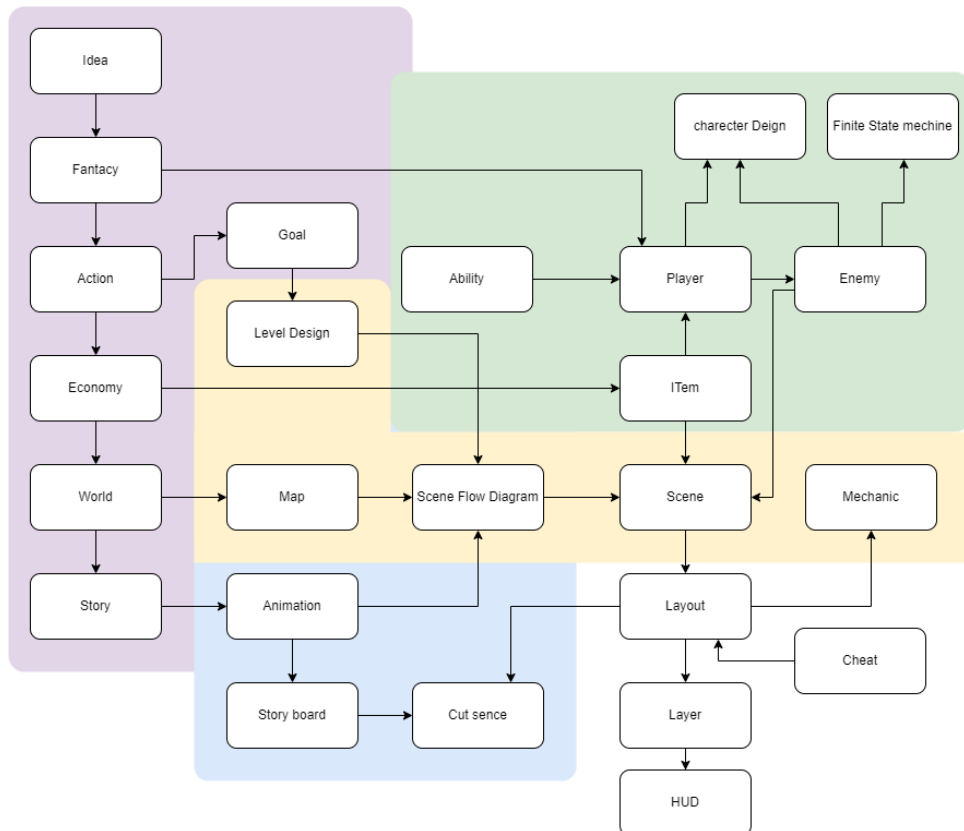 Idea
charecter Deign
Finite State mechine
Fantacy
Goal
Action
Ability
Player
Enemy
Level Design
Economy
ITem
World
Map
Scene Flow Diagram
Scene
Mechanic
Story
Animation
Layout
Cheat
Story board
Cut sence
Layer
HUD